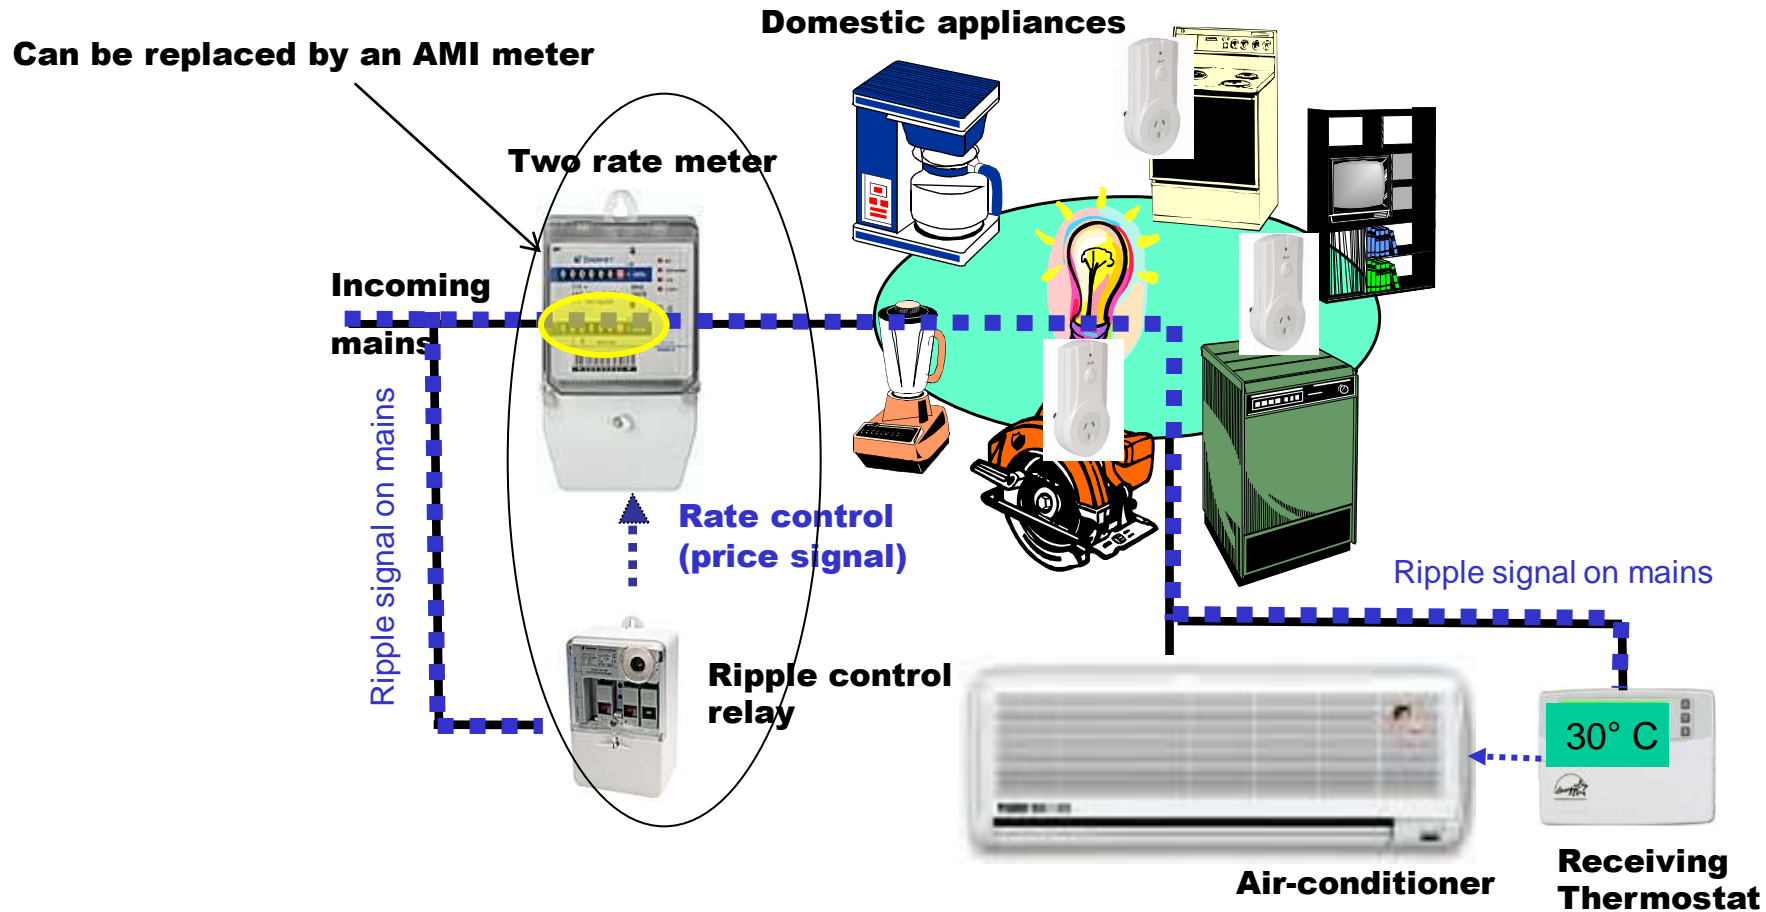 Domestic appliances
Can be replaced by an AMI meter
Two rate meter
Incoming
mains
Ripple signal on mains
Rate control
(price signal)
Ripple signal on mains
Ripple control
relay
30° C
Air-conditioner
Receiving
Thermostat